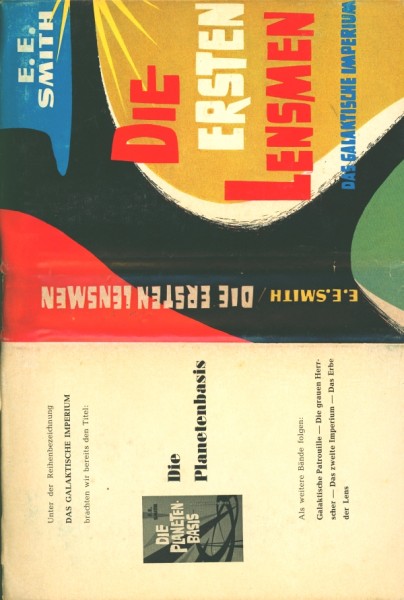 E. E.
SMITH
DIE
ERSTEN
LENSMEN
DAS GALAKTISCHE IMPERIUM
E.E.SMITH / DIE ERSTEN LENSMEN
Unter der Reihenbezeichnung
DAS GALAKTISCHE IMPERIUM
brachten wir bereits den Titel:
DIE
PLANETEN-
BASIS
Die
Planetenbasis
Als weitere Bände folgen:
Galaktische Patrouille — Die grauen Herr-
scher — Das zweite Imperium — Das Erbe
der Lens